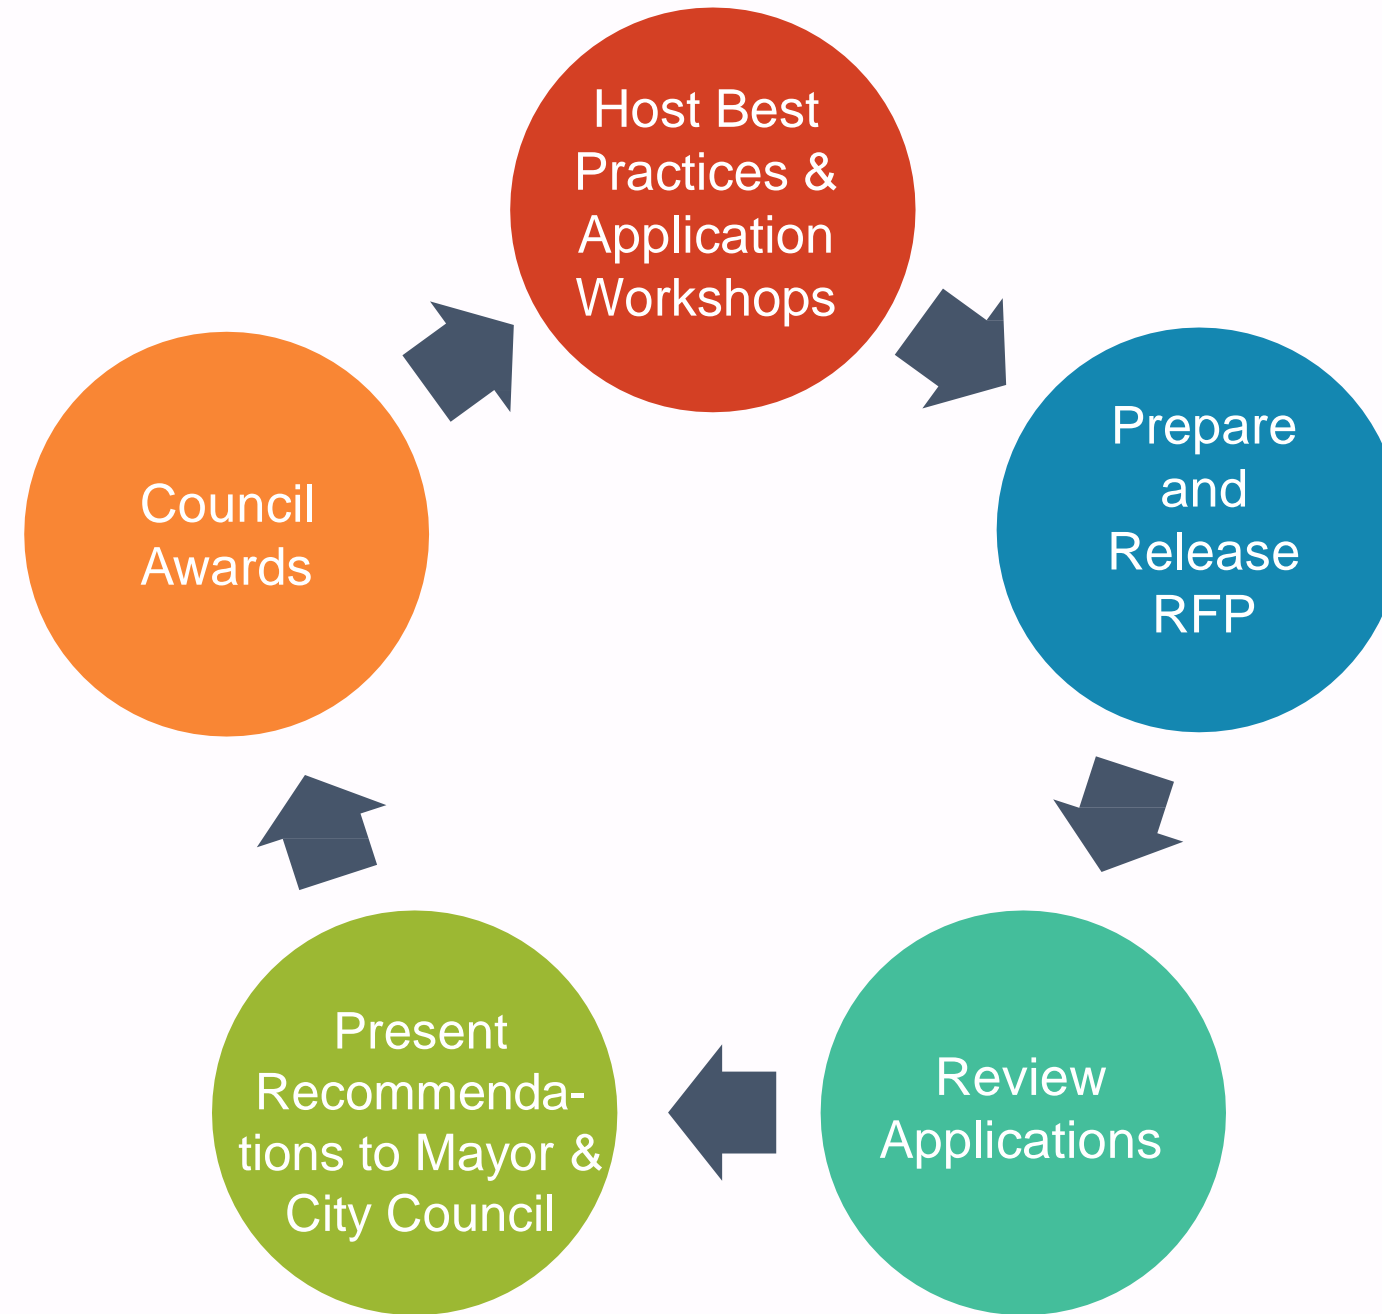 Host Best
Practices &
Application
Workshops
Prepare
and
Release
RFP
Review
Applications
Present
Recommenda-
tions to Mayor &
City Council
Council
Awards